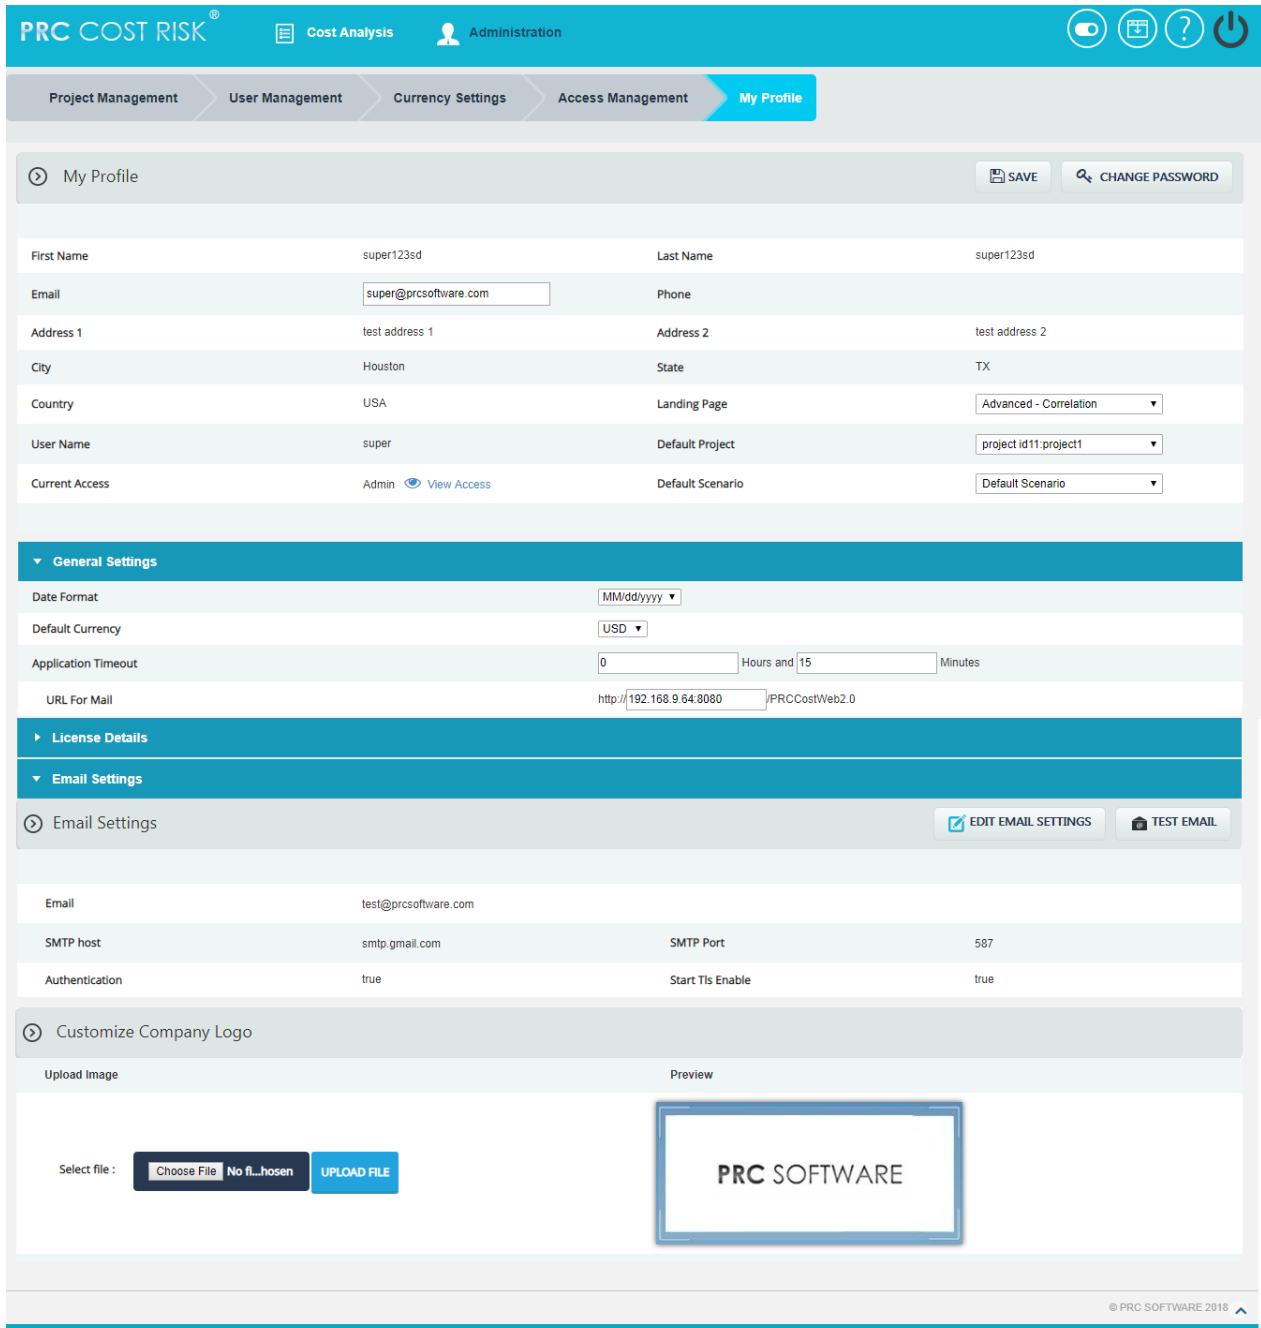 PRC COST RISK® Cost Analysis Administration ?
Project Management User Management Currency Settings Access Management My Profile
My Profile SAVE CHANGE PASSWORD
First Name super123sd Last Name super123sd
Email super@prcsoftware.com Phone
Address 1 test address 1 Address 2 test address 2
City Houston State TX
Country USA Landing Page Advanced - Correlation
User Name super Default Project project id11:project1
Current Access Admin View Access Default Scenario Default Scenario
General Settings
Date Format MM/dd/yyyy
Default Currency USD
Application Timeout 0 Hours and 15 Minutes
URL For Mail http://192.168.9.64:8080/PRCCostWeb2.0
License Details
Email Settings
Email Settings EDIT EMAIL SETTINGS TEST EMAIL
Email test@prcsoftware.com
SMTP host smtp.gmail.com SMTP Port 587
Authentication true Start Tls Enable true
Customize Company Logo
Upload Image Preview
Select file : Choose File No fi...hosen UPLOAD FILE PRC SOFTWARE
© PRC SOFTWARE 2018